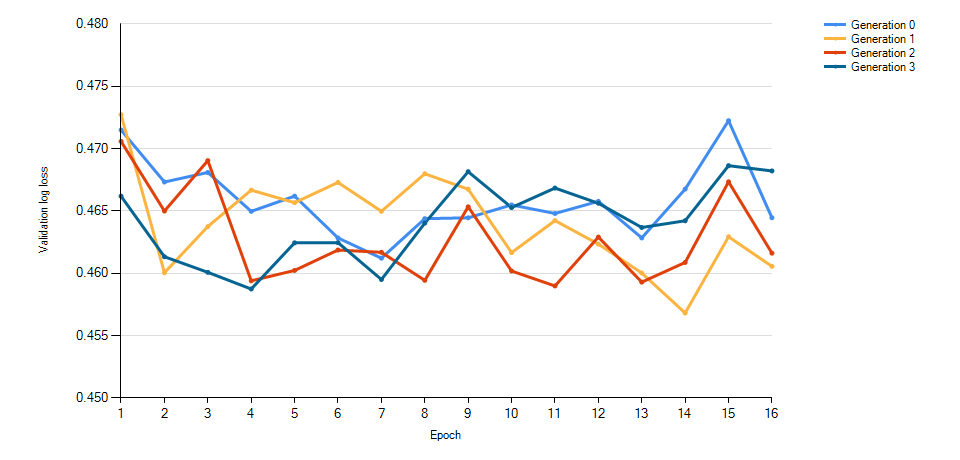 0.480
0.475
0.470
0.465
0.460
0.455
0.450
Validation log loss
1 2 3 4 5 6 7 8 9 10 11 12 13 14 15 16
Epoch
Generation 0
Generation 1
Generation 2
Generation 3